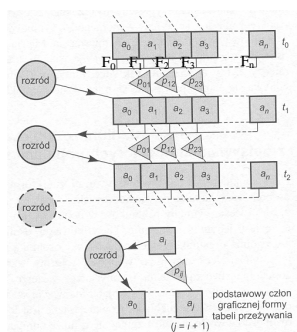 a0 a1 a2 a3 an t0
F0 F1 F2 F3 Fn
rozród
p01 p12 p23
a0 a1 a2 a3 an t1
rozród
p01 p12 p23
a0 a1 a2 a3 an t2
rozród
ai
rozród
pij
a0 aj
podstawowy człon
graficznej formy
tabeli przeżywania
(j = i + 1)